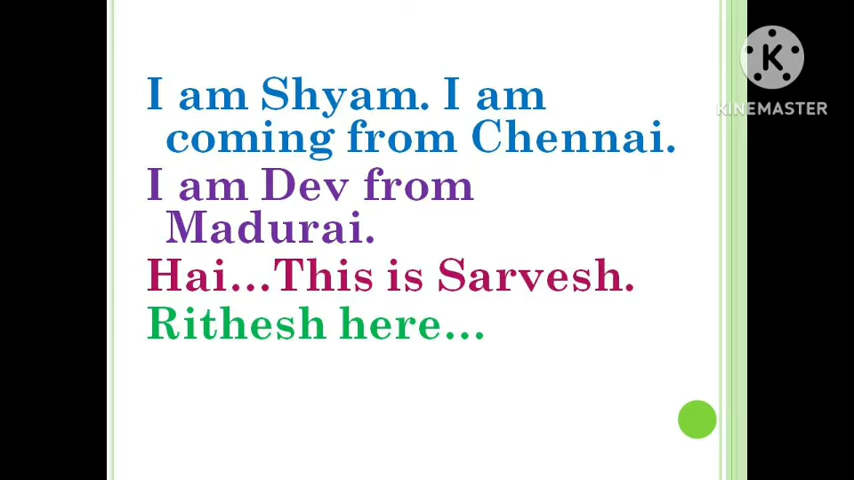 I am Shyam. I am
coming from Chennai.
I am Dev from
Madurai.
Hai...This is Sarvesh.
Rithesh here...
K
KINEMASTER